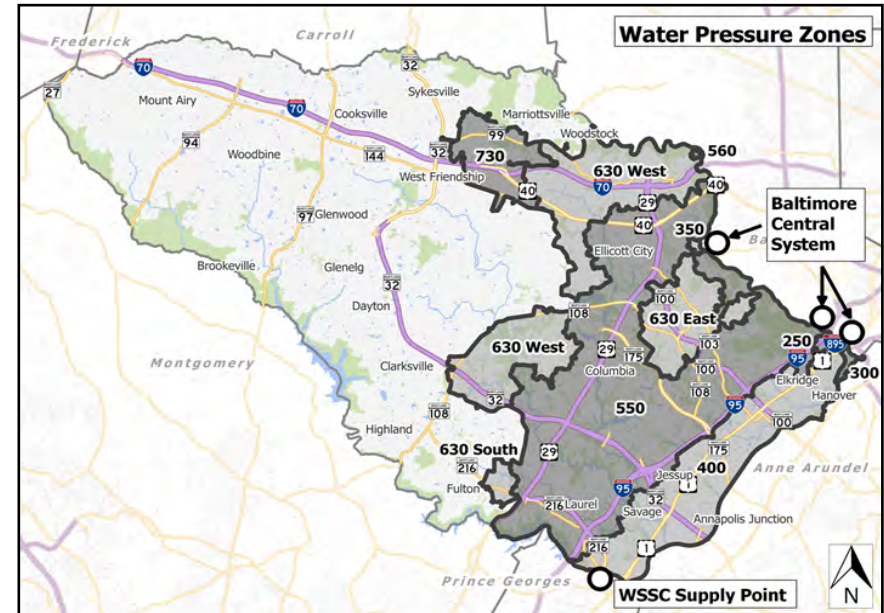 Water Pressure Zones
Frederick
Carroll
32
70
27
Mount Airy
70
Sykesville
Cooksville
Marriottsville
99
Woodstock
94
Woodbine
144
32
730
560
West Friendship
630 West
70
40
29
40
Baltimore
Central
System
97
Glenwood
40
350
Ellicott City
Brookeville
Glenelg
32
Dayton
108
100
630 East
630 West
29
175
103
250
895
95
1
300
Montgomery
Clarksville
Columbia
100
Elkridge
32
108
Hanover
550
95
108
Highland
100
630 South
29
175
216
400
Anne Arundel
Fulton
95
Jessup
1
216
Laurel
32
Savage
Annapolis Junction
216
1
Prince Georges
WSSC Supply Point
N